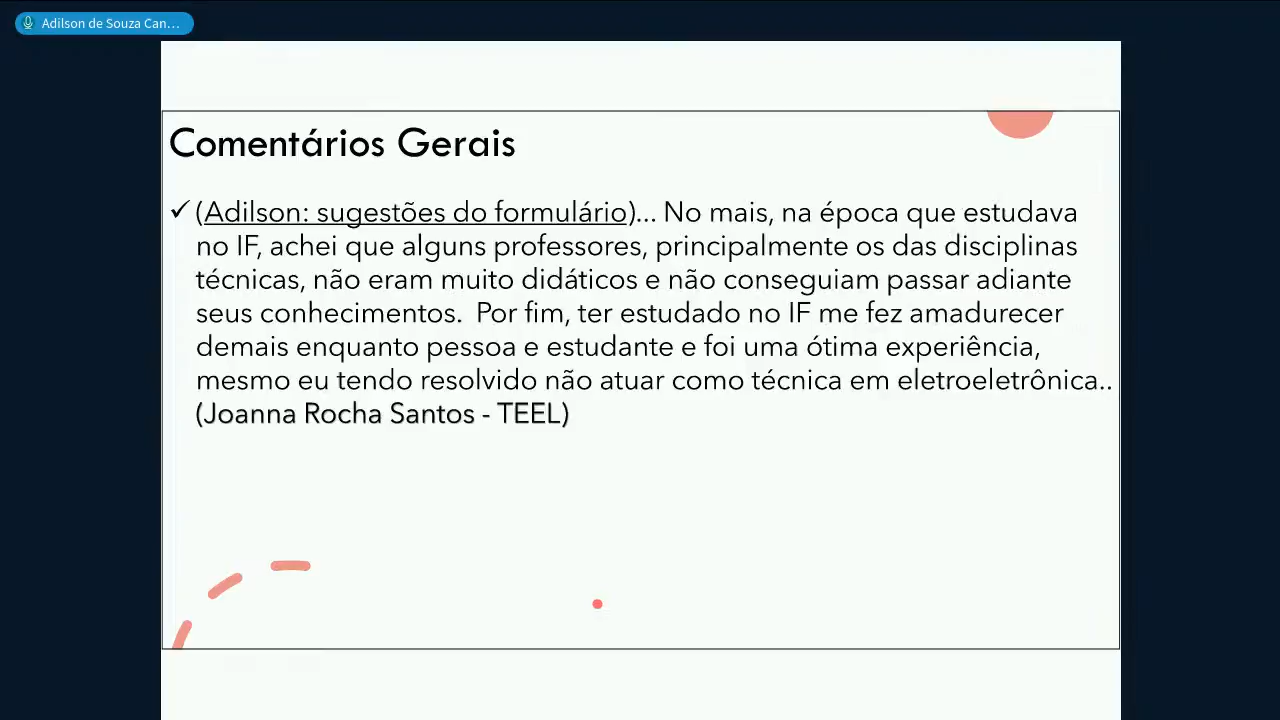 Adilson de Souza Can...
Comentários Gerais
✓ (Adilson: sugestões do formulário)... No mais, na época que estudava
no IF, achei que alguns professores, principalmente os das disciplinas
técnicas, não eram muito didáticos e não conseguiam passar adiante
seus conhecimentos.  Por fim, ter estudado no IF me fez amadurecer
demais enquanto pessoa e estudante e foi uma ótima experiência,
mesmo eu tendo resolvido não atuar como técnica em eletroeletrônica..
(Joanna Rocha Santos - TEEL)